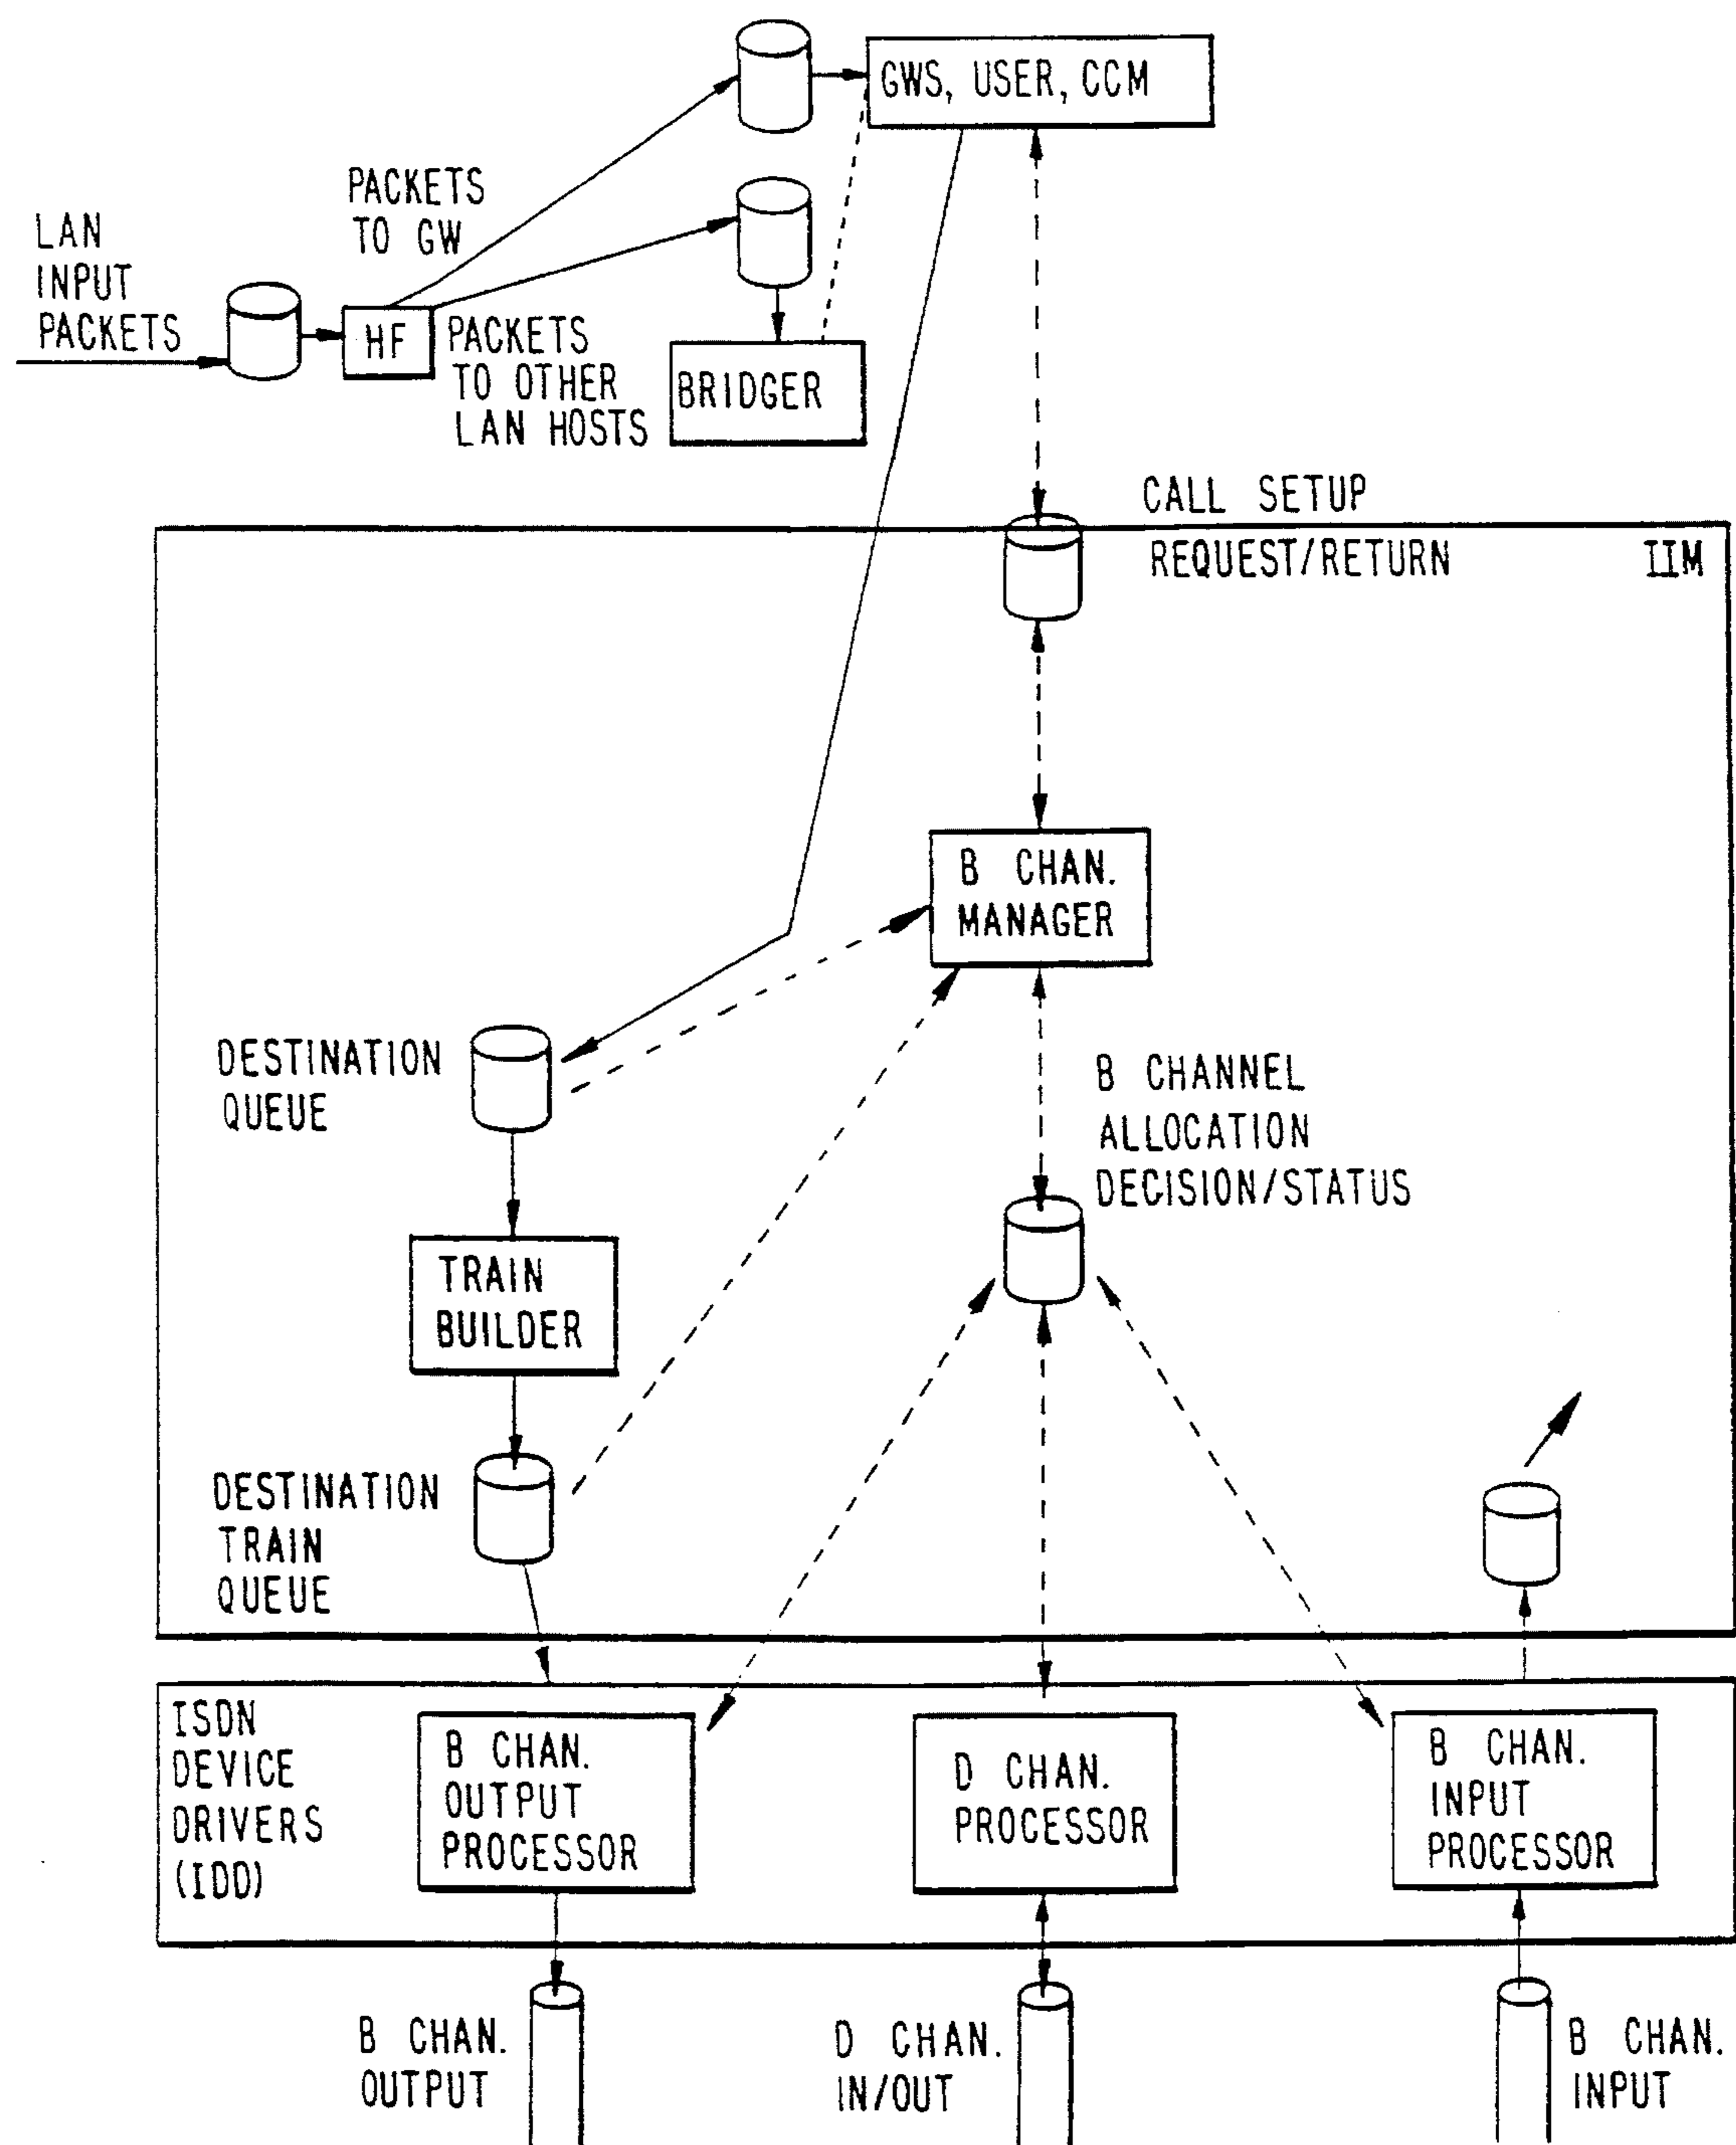 GWS, USER, CCM
PACKETS
TO GW
LAN
INPUT
PACKETS
HF
PACKETS
TO OTHER
LAN HOSTS
BRIDGER
CALL SETUP
REQUEST/RETURN
IIM
B CHAN.
MANAGER
DESTINATION
QUEUE
B CHANNEL
ALLOCATION
DECISION/STATUS
TRAIN
BUILDER
DESTINATION
TRAIN
QUEUE
ISDN
DEVICE
DRIVERS
(IDD)
B CHAN.
OUTPUT
PROCESSOR
D CHAN.
PROCESSOR
B CHAN.
INPUT
PROCESSOR
B CHAN.
OUTPUT
D CHAN.
IN/OUT
B CHAN.
INPUT